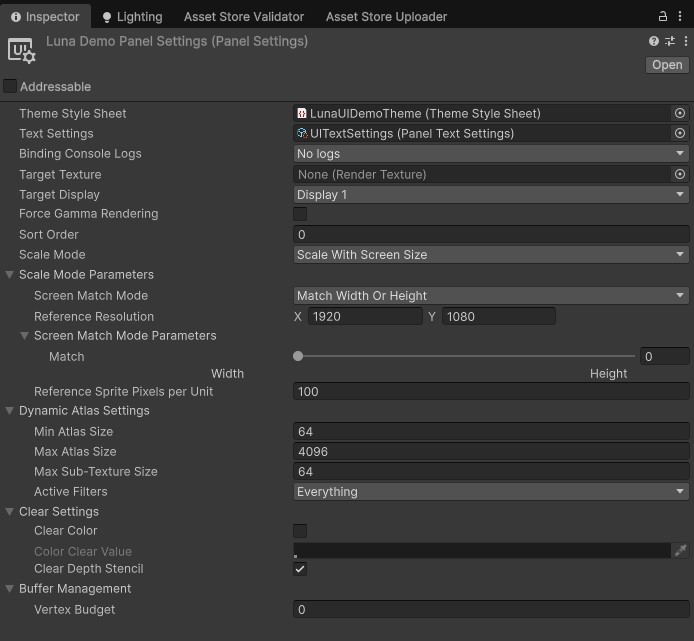 Inspector Lighting Asset Store Validator Asset Store Uploader
Luna Demo Panel Settings (Panel Settings)
UI
Open
Addressable
Theme Style Sheet LunaUIDemoTheme (Theme Style Sheet)
Text Settings UITextSettings (Panel Text Settings)
Binding Console Logs No logs
Target Texture None (Render Texture)
Target Display Display 1
Force Gamma Rendering
Sort Order 0
Scale Mode Scale With Screen Size
Scale Mode Parameters
Screen Match Mode Match Width Or Height
Reference Resolution X 1920 Y 1080
Screen Match Mode Parameters
Match 0
Width Height
Reference Sprite Pixels per Unit 100
Dynamic Atlas Settings
Min Atlas Size 64
Max Atlas Size 4096
Max Sub-Texture Size 64
Active Filters Everything
Clear Settings
Clear Color
Color Clear Value
Clear Depth Stencil
Buffer Management
Vertex Budget 0